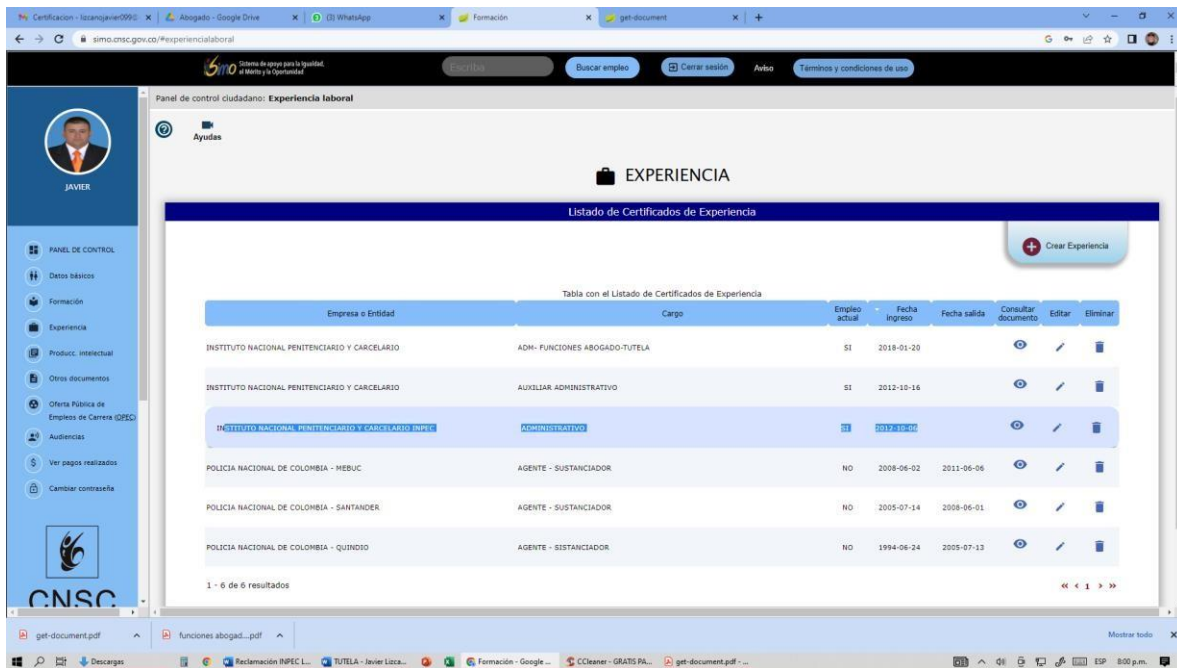 Certificacion - lizcanojavier099@
Abogado - Google Drive
(3) WhatsApp
Formación
get-document
simo.cnsc.gov.co/#experiencialaboral
Simo Sistema de apoyo para la Igualdad,
el Mérito y la Oportunidad
Escriba
Buscar empleo
Cerrar sesión
Aviso
Términos y condiciones de uso
Panel de control ciudadano: Experiencia laboral
Ayudas
JAVIER
EXPERIENCIA
Listado de Certificados de Experiencia
Crear Experiencia
PANEL DE CONTROL
Datos básicos
Formación
Experiencia
Producc. intelectual
Otros documentos
Oferta Pública de
Empleos de Carrera (OPEC)
Audiencias
Ver pagos realizados
Cambiar contraseña
CNSC
Tabla con el Listado de Certificados de Experiencia
Empresa o Entidad Cargo Empleo actual Fecha ingreso Fecha salida Consultar documento Editar Eliminar
INSTITUTO NACIONAL PENITENCIARIO Y CARCELARIO ADM- FUNCIONES ABOGADO-TUTELA SI 2018-01-20
INSTITUTO NACIONAL PENITENCIARIO Y CARCELARIO AUXILIAR ADMINISTRATIVO SI 2012-10-16
INSTITUTO NACIONAL PENITENCIARIO Y CARCELARIO INPEC ADMINISTRATIVO SI 2012-10-06
POLICIA NACIONAL DE COLOMBIA - MEBUC AGENTE - SUSTANCIADOR NO 2008-06-02 2011-06-06
POLICIA NACIONAL DE COLOMBIA - SANTANDER AGENTE - SUSTANCIADOR NO 2005-07-14 2008-06-01
POLICIA NACIONAL DE COLOMBIA - QUINDIO AGENTE - SISTANCIADOR NO 1994-06-24 2005-07-13
1 - 6 de 6 resultados
« ‹ 1 › »
get-document.pdf
funciones abogad....pdf
Mostrar todo
Descargas
Reclamación INPEC L...
TUTELA - Javier Lizca...
Formación - Google ...
CCleaner - GRATIS PA...
get-document.pdf - ...
ESP
8:00 p.m.